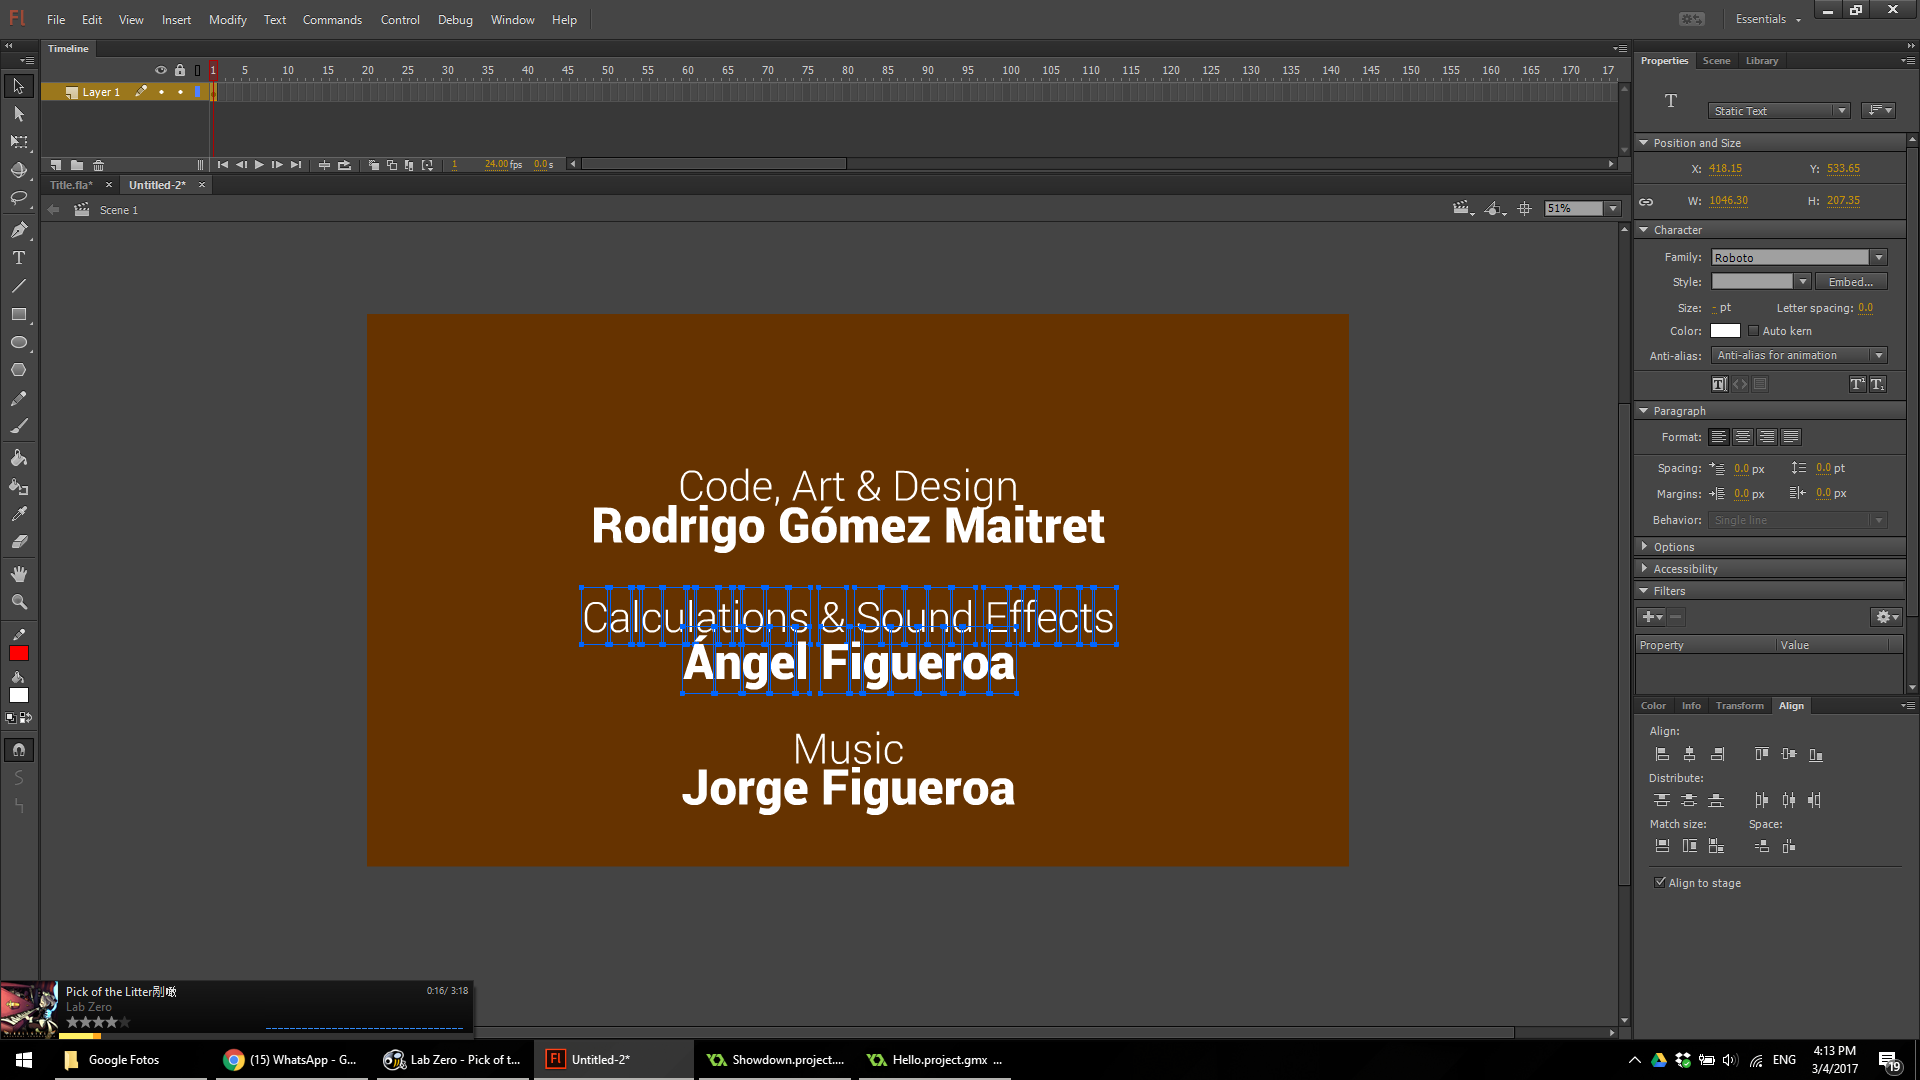 Fl File Edit View Insert Modify Text Commands Control Debug Window Help Essentials
Timeline
1 5 10 15 20 25 30 35 40 45 50 55 60 65 70 75 80 85 90 95 100 105 110 115 120 125 130 135 140 145 150 155 160 165 170 17
Layer 1
1 24.00 fps 0.0 s
Title.fla* Untitled-2*
Scene 1
51%
Code, Art & Design
Rodrigo Gómez Maitret
Calculations & Sound Effects
Ángel Figueroa
Music
Jorge Figueroa
Properties Scene Library
T Static Text
Position and Size
X: 418.15 Y: 533.65
W: 1046.30 H: 207.35
Character
Family: Roboto
Style: Embed...
Size: - pt Letter spacing: 0.0
Color: Auto kern
Anti-alias: Anti-alias for animation
Paragraph
Format:
Spacing: 0.0 px 0.0 pt
Margins: 0.0 px 0.0 px
Behavior: Single line
Options
Accessibility
Filters
Property Value
Color Info Transform Align
Align:
Distribute:
Match size: Space:
Align to stage
Pick of the Litter 0:16/ 3:18
Lab Zero
Google Fotos (15) WhatsApp - G... Lab Zero - Pick of t... Fl Untitled-2* Showdown.project.... Hello.project.gmx ... ENG 4:13 PM
3/4/2017 19